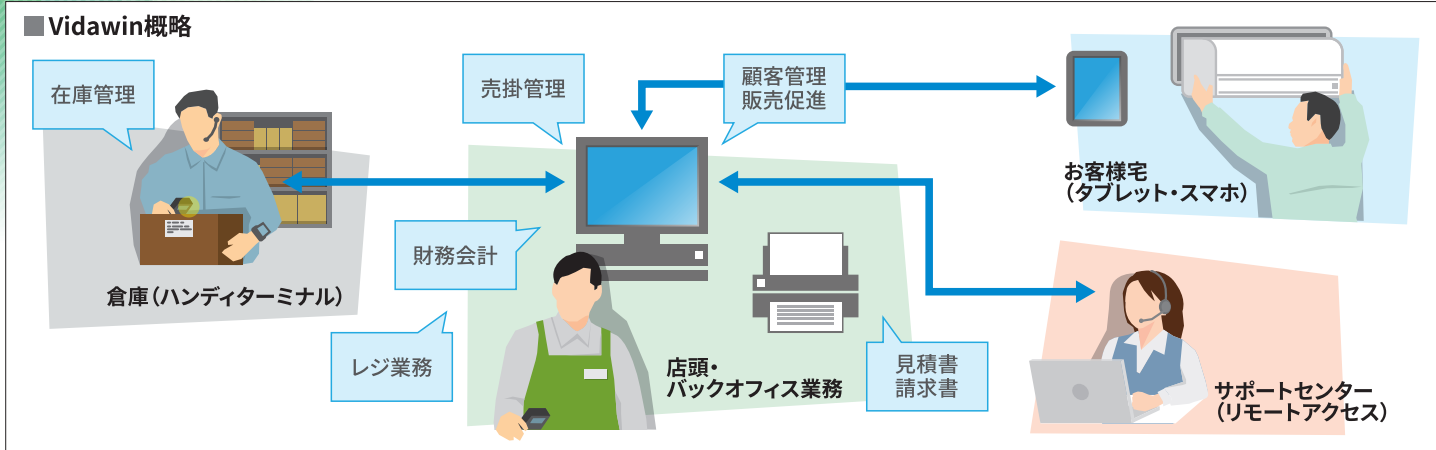 ■Vidawin概略
在庫管理
売掛管理
顧客管理
販売促進
お客様宅
（タブレット・スマホ）
財務会計
倉庫（ハンディターミナル）
レジ業務
店頭・
バックオフィス業務
見積書
請求書
サポートセンター
（リモートアクセス）